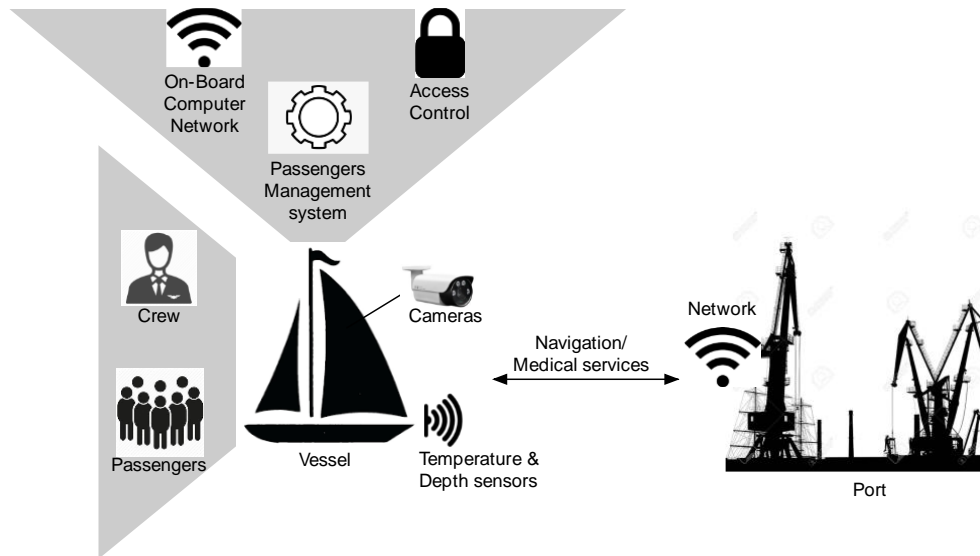 On-Board
Computer
Network
Access
Control
Passengers
Management
system
Crew
Passengers
Cameras
Vessel
Temperature &
Depth sensors
Navigation/
Medical services
Network
Port